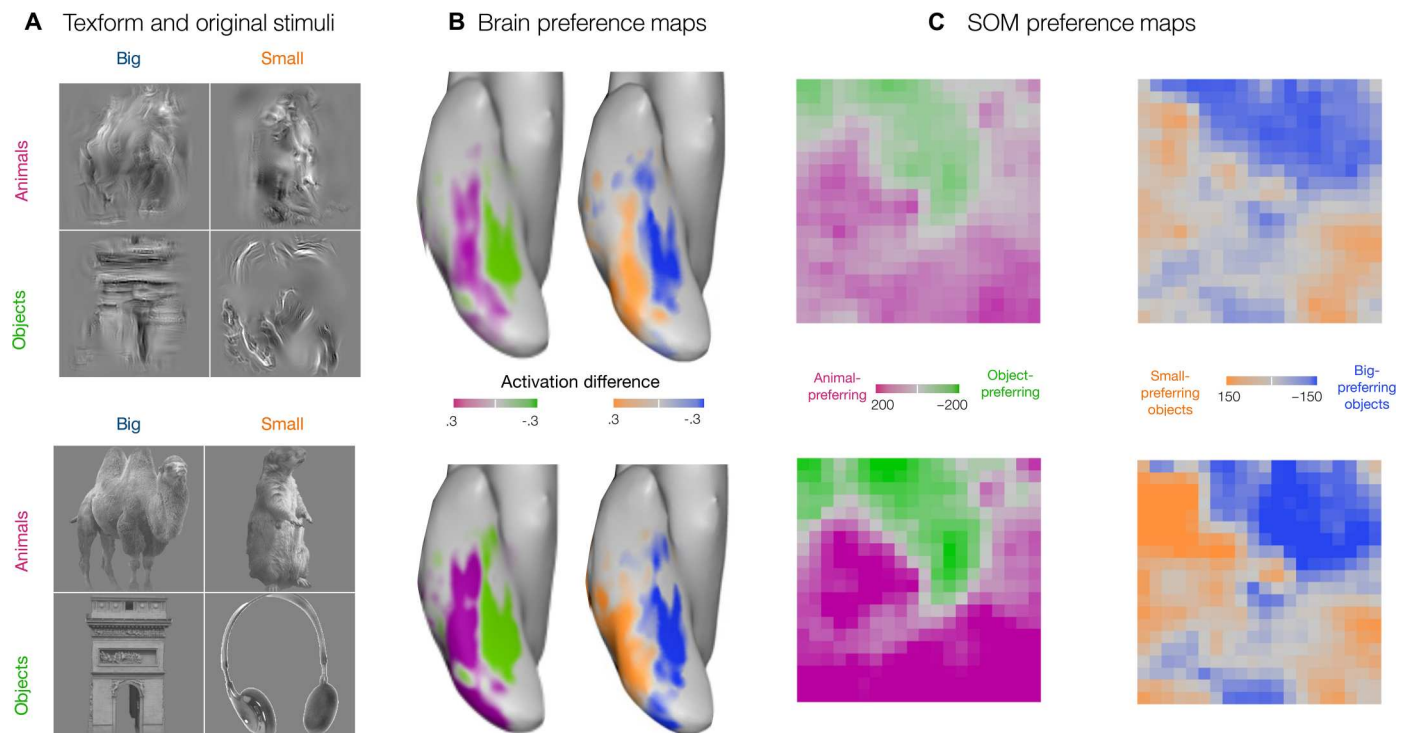 A Texform and original stimuli
B Brain preference maps
C SOM preference maps
Big
Small
Animals
Objects
Activation difference
.3
-.3
.3
-.3
Animal-
preferring
200
−200
Object-
preferring
Small-
preferring
objects
150
−150
Big-
preferring
objects
Big
Small
Animals
Objects